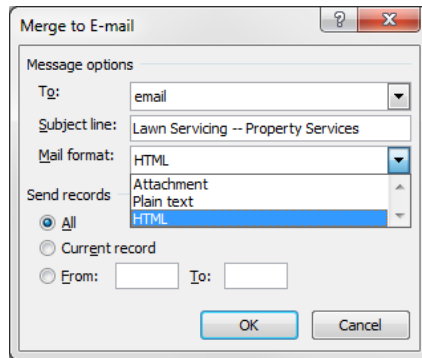 Merge to E-mail
Message options
To: email
Subject line: Lawn Servicing -- Property Services
Mail format: HTML
Attachment
Plain text
HTML
Send records
All
Current record
From: To:
OK Cancel